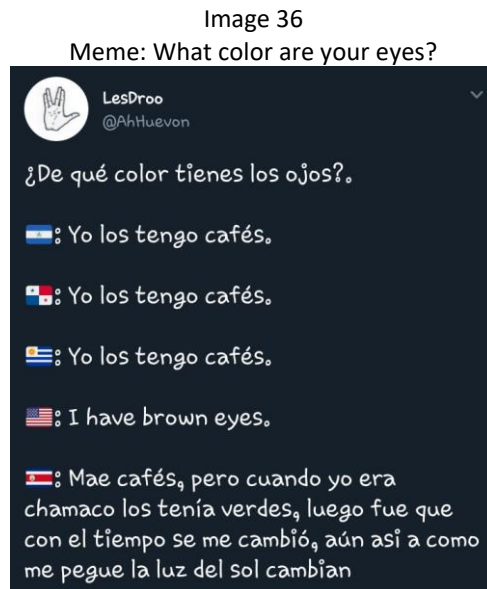 Image 36
Meme: What color are your eyes?
LesDroo
@AhHuevon
¿De qué color tienes los ojos?.
: Yo los tengo cafés.
: Yo los tengo cafés.
: Yo los tengo cafés.
: I have brown eyes.
: Mae cafés, pero cuando yo era
chamaco los tenía verdes, luego fue que
con el tiempo se me cambió, aún asi a como
me pegue la luz del sol cambian